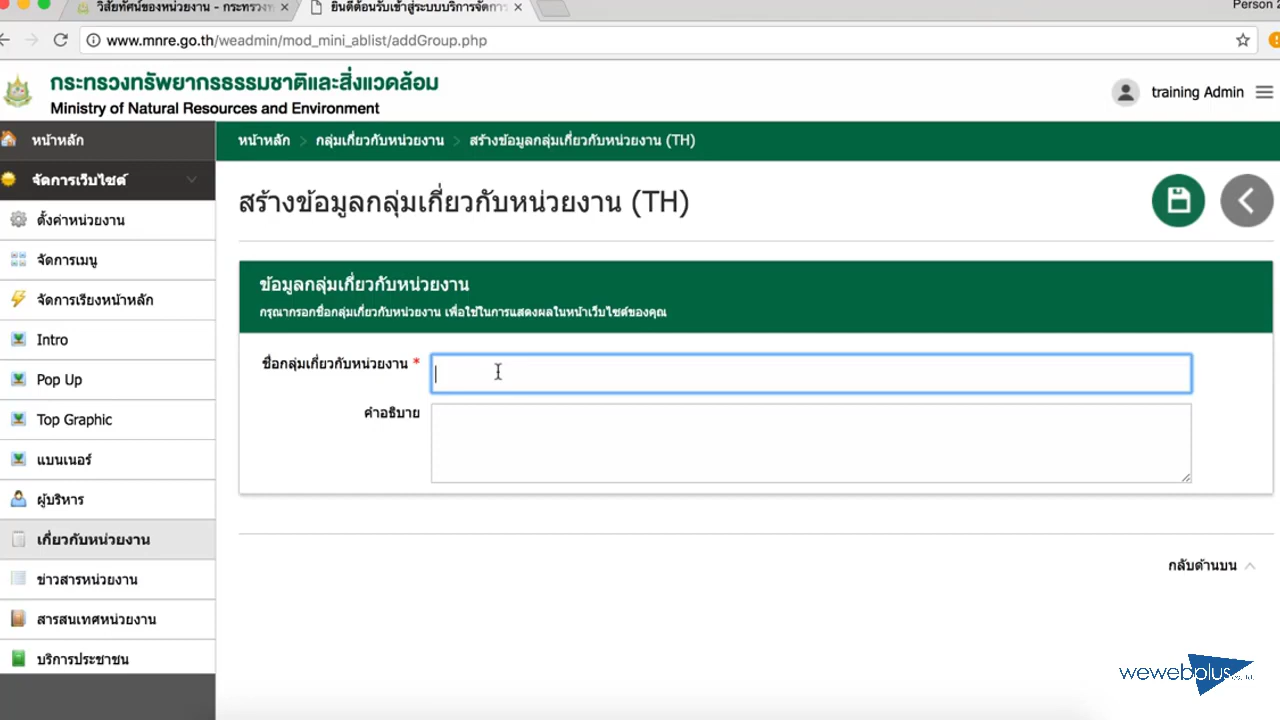 วิสัยทัศน์ของหน่วยงาน - กระทรวงท
ยินดีต้อนรับเข้าสู่ระบบบริการจัดการ
Person 2
www.mnre.go.th/weadmin/mod_mini_ablist/addGroup.php
กระทรวงทรัพยากรธรรมชาติและสิ่งแวดล้อม
Ministry of Natural Resources and Environment
training Admin
หน้าหลัก
หน้าหลัก > กลุ่มเกี่ยวกับหน่วยงาน > สร้างข้อมูลกลุ่มเกี่ยวกับหน่วยงาน (TH)
จัดการเว็บไซต์
สร้างข้อมูลกลุ่มเกี่ยวกับหน่วยงาน (TH)
ตั้งค่าหน่วยงาน
จัดการเมนู
จัดการเรียงหน้าหลัก
Intro
Pop Up
Top Graphic
แบนเนอร์
ผู้บริหาร
เกี่ยวกับหน่วยงาน
ข่าวสารหน่วยงาน
สารสนเทศหน่วยงาน
บริการประชาชน
ข้อมูลกลุ่มเกี่ยวกับหน่วยงาน
กรุณากรอกชื่อกลุ่มเกี่ยวกับหน่วยงาน เพื่อใช้ในการแสดงผลในหน้าเว็บไซต์ของคุณ
ชื่อกลุ่มเกี่ยวกับหน่วยงาน *
คำอธิบาย
กลับด้านบน
wewebplus